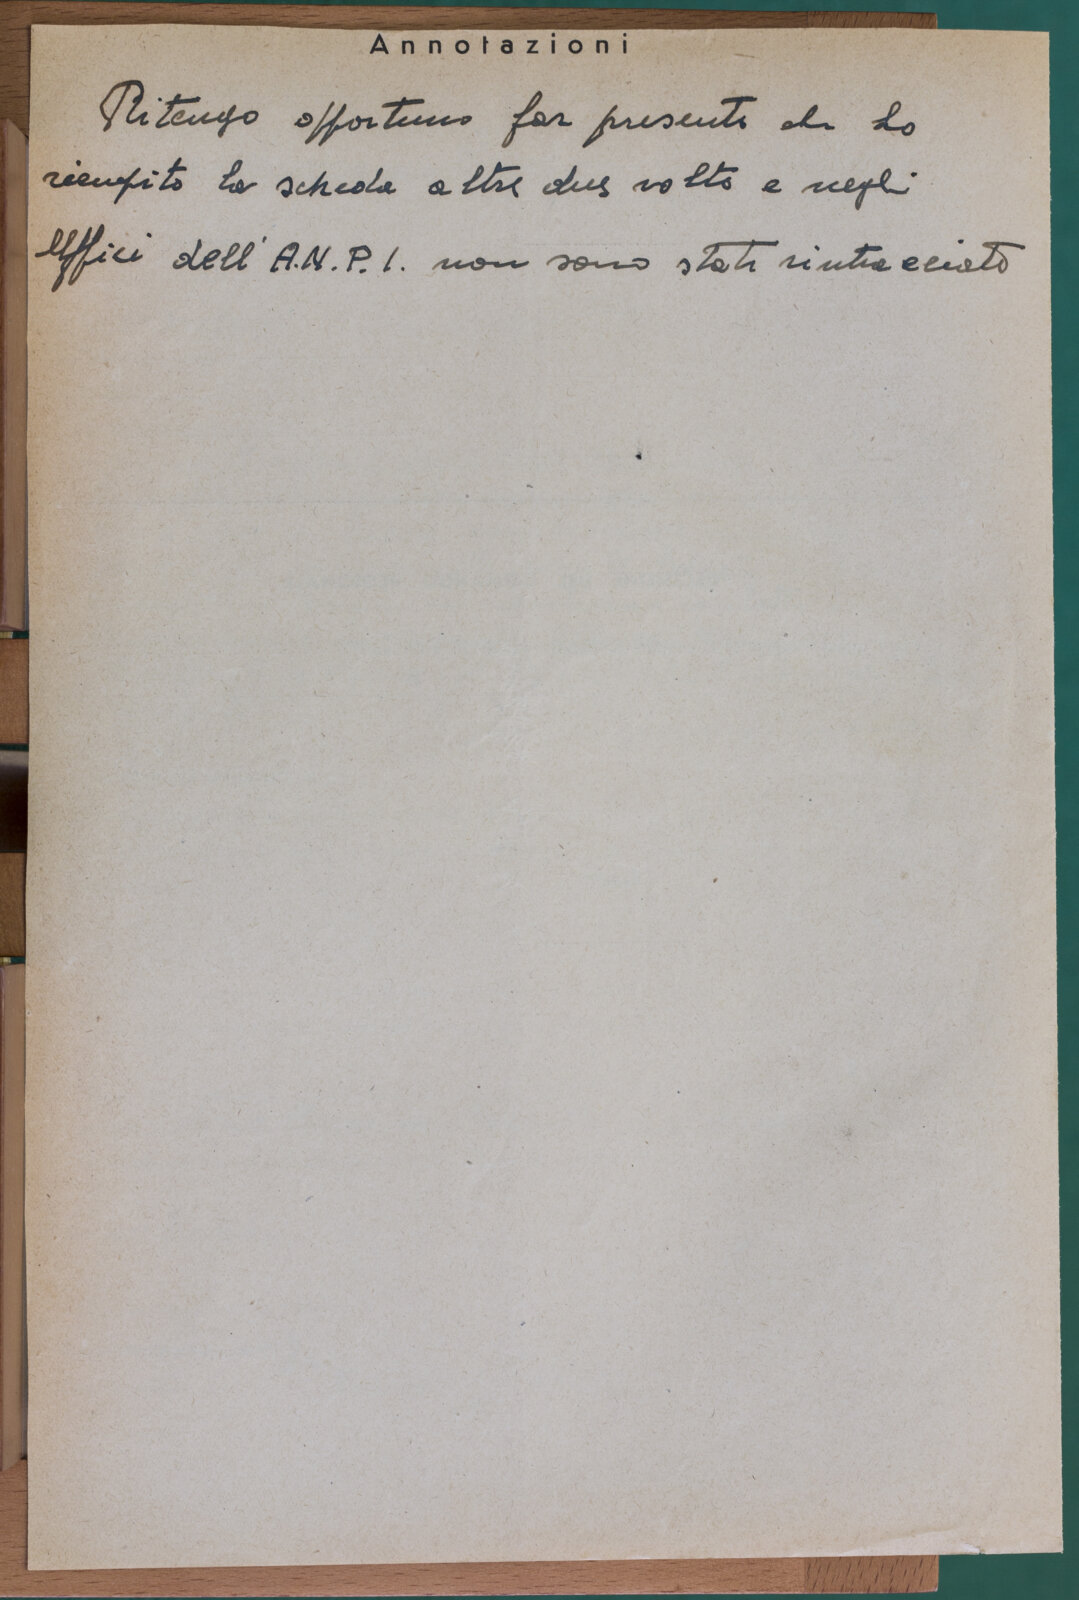 Annotazioni
Ritengo opportuno far presente che ho
riempito la scheda altre due volte e negli
Uffici dell'A.N.P.I. non sono state rintracciate